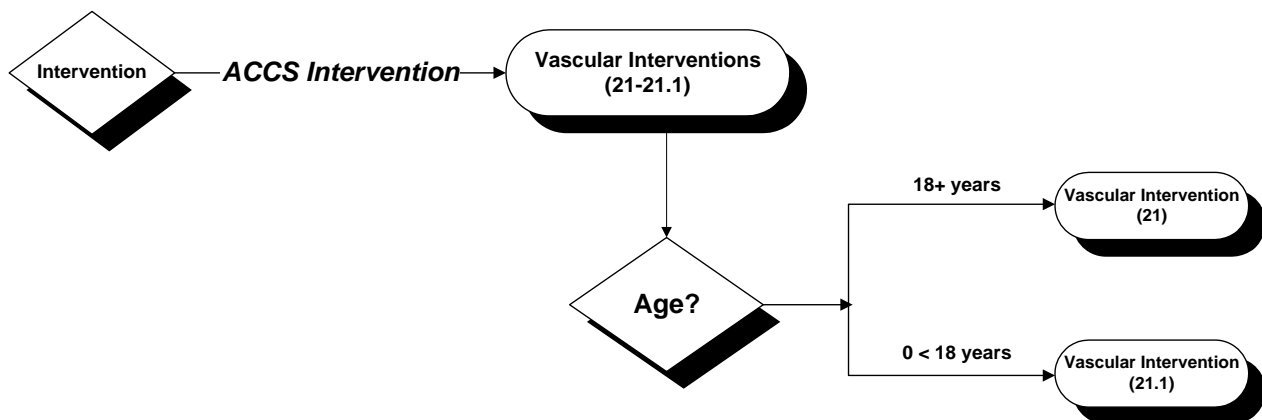 Intervention
ACCS Intervention
Vascular Interventions
(21-21.1)
18+ years
Vascular Intervention
(21)
Age?
0 < 18 years
Vascular Intervention
(21.1)